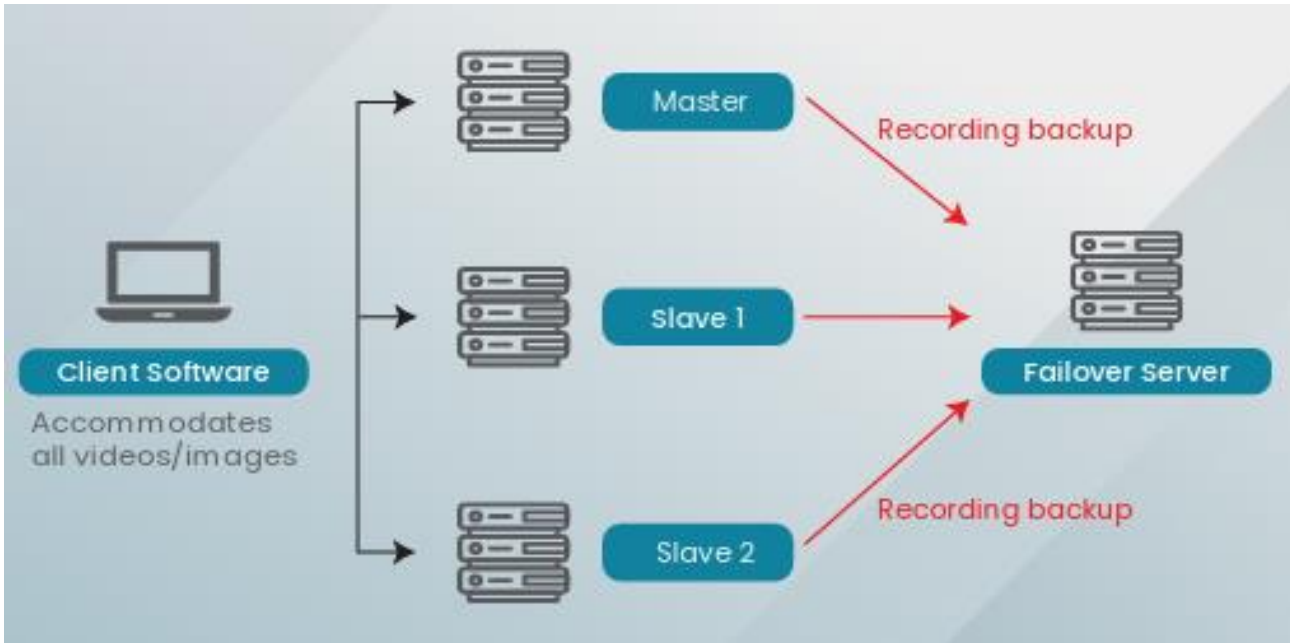 Master
Recording backup
Client Software
Accommodates
all videos/images
Slave 1
Failover Server
Recording backup
Slave 2